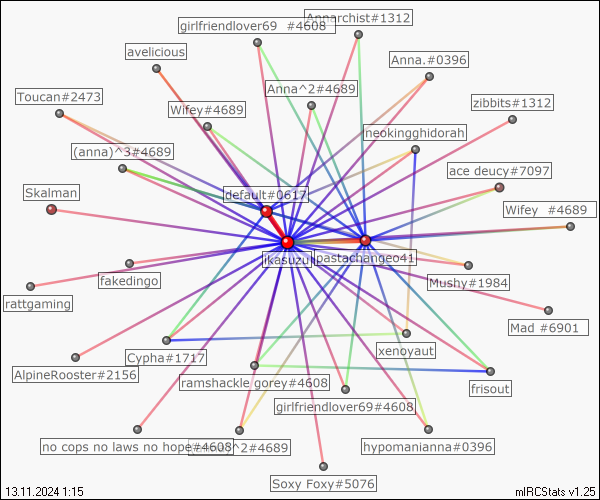 girlfriendlover69 #4608
Annarchist#1312
avelicious
Anna.#0396
Toucan#2473
Anna^2#4689
Wifey#4689
zibbits#1312
neokingghidorah
(anna)^3#4689
ace deucy#7097
Skalman
default#0617
Wifey #4689
ikasuzu
pastachangeo41
fakedingo
Mushy#1984
rattgaming
Mad #6901
Cypha#1717
xenoyaut
AlpineRooster#2156
ramshackle gorey#4608
frisout
girlfriendlover69#4608
no cops no laws no hope#4608
^2#4689
hypomanianna#0396
Soxy Foxy#5076
13.11.2024 1:15
mIRCStats v1.25